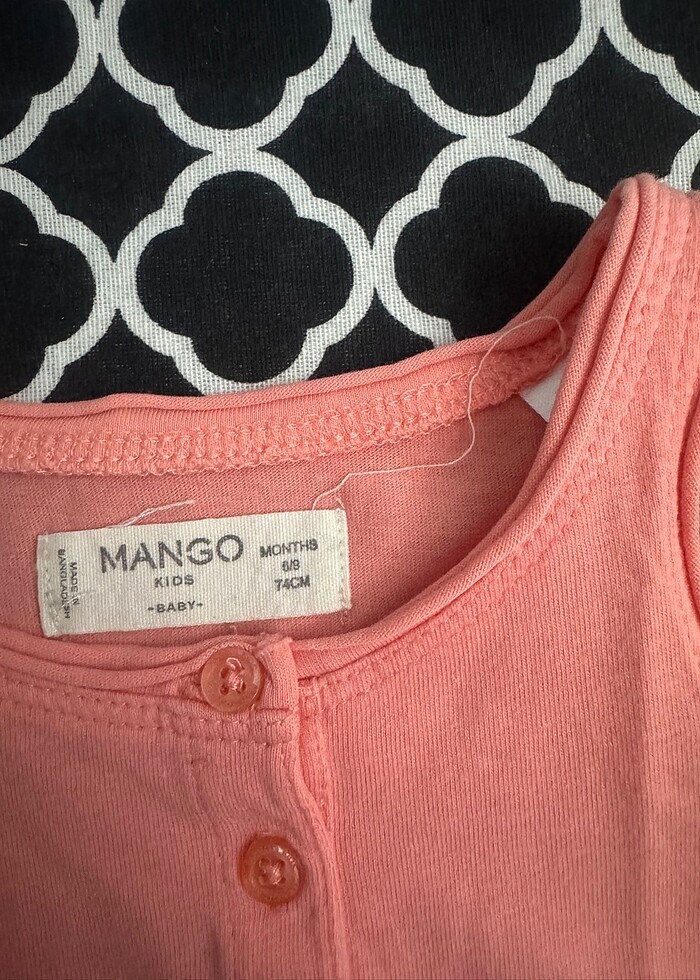 MANGO
KIDS
-BABY-
MONTHS
6/9
74CM
MADE IN
BANGLADESH